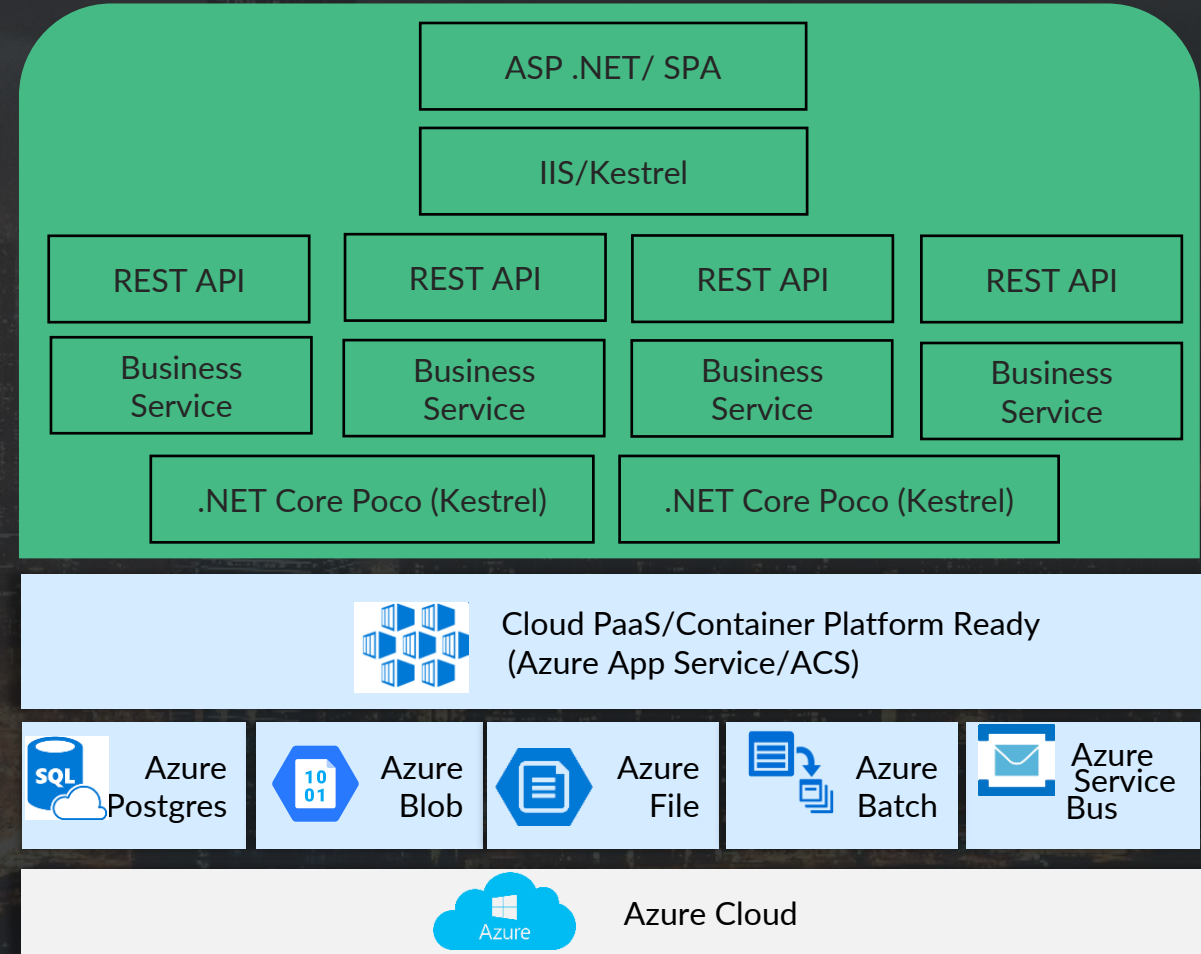 ASP .NET/ SPA
IIS/Kestrel
REST API
REST API
REST API
REST API
Business
Service
Business
Service
Business
Service
Business
Service
.NET Core Poco (Kestrel)
.NET Core Poco (Kestrel)
Cloud PaaS/Container Platform Ready
(Azure App Service/ACS)
SQL
Azure
Postgres
10
01
Azure
Blob
Azure
File
Azure
Batch
Azure
Service
Bus
Azure
Azure Cloud